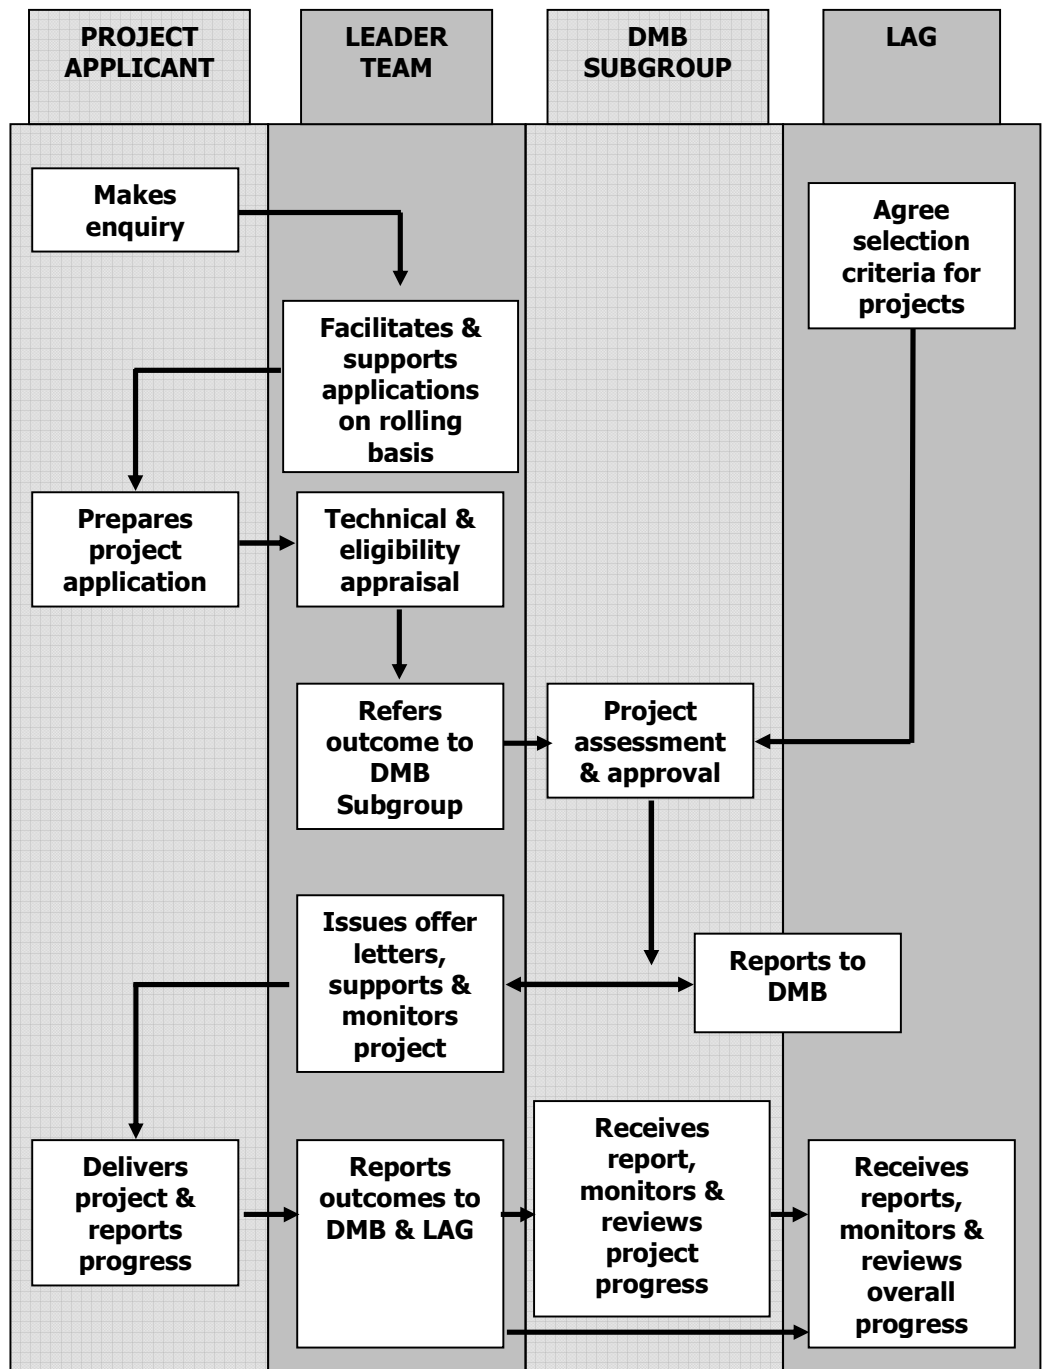 PROJECT
APPLICANT
LEADER
TEAM
DMB
SUBGROUP
LAG
Makes
enquiry
Agree
selection
criteria for
projects
Facilitates &
supports
applications
on rolling
basis
Prepares
project
application
Technical &
eligibility
appraisal
Refers
outcome to
DMB
Subgroup
Project
assessment
& approval
Issues offer
letters,
supports &
monitors
project
Reports to
DMB
Delivers
project &
reports
progress
Reports
outcomes to
DMB & LAG
Receives
report,
monitors &
reviews
project
progress
Receives
reports,
monitors &
reviews
overall
progress